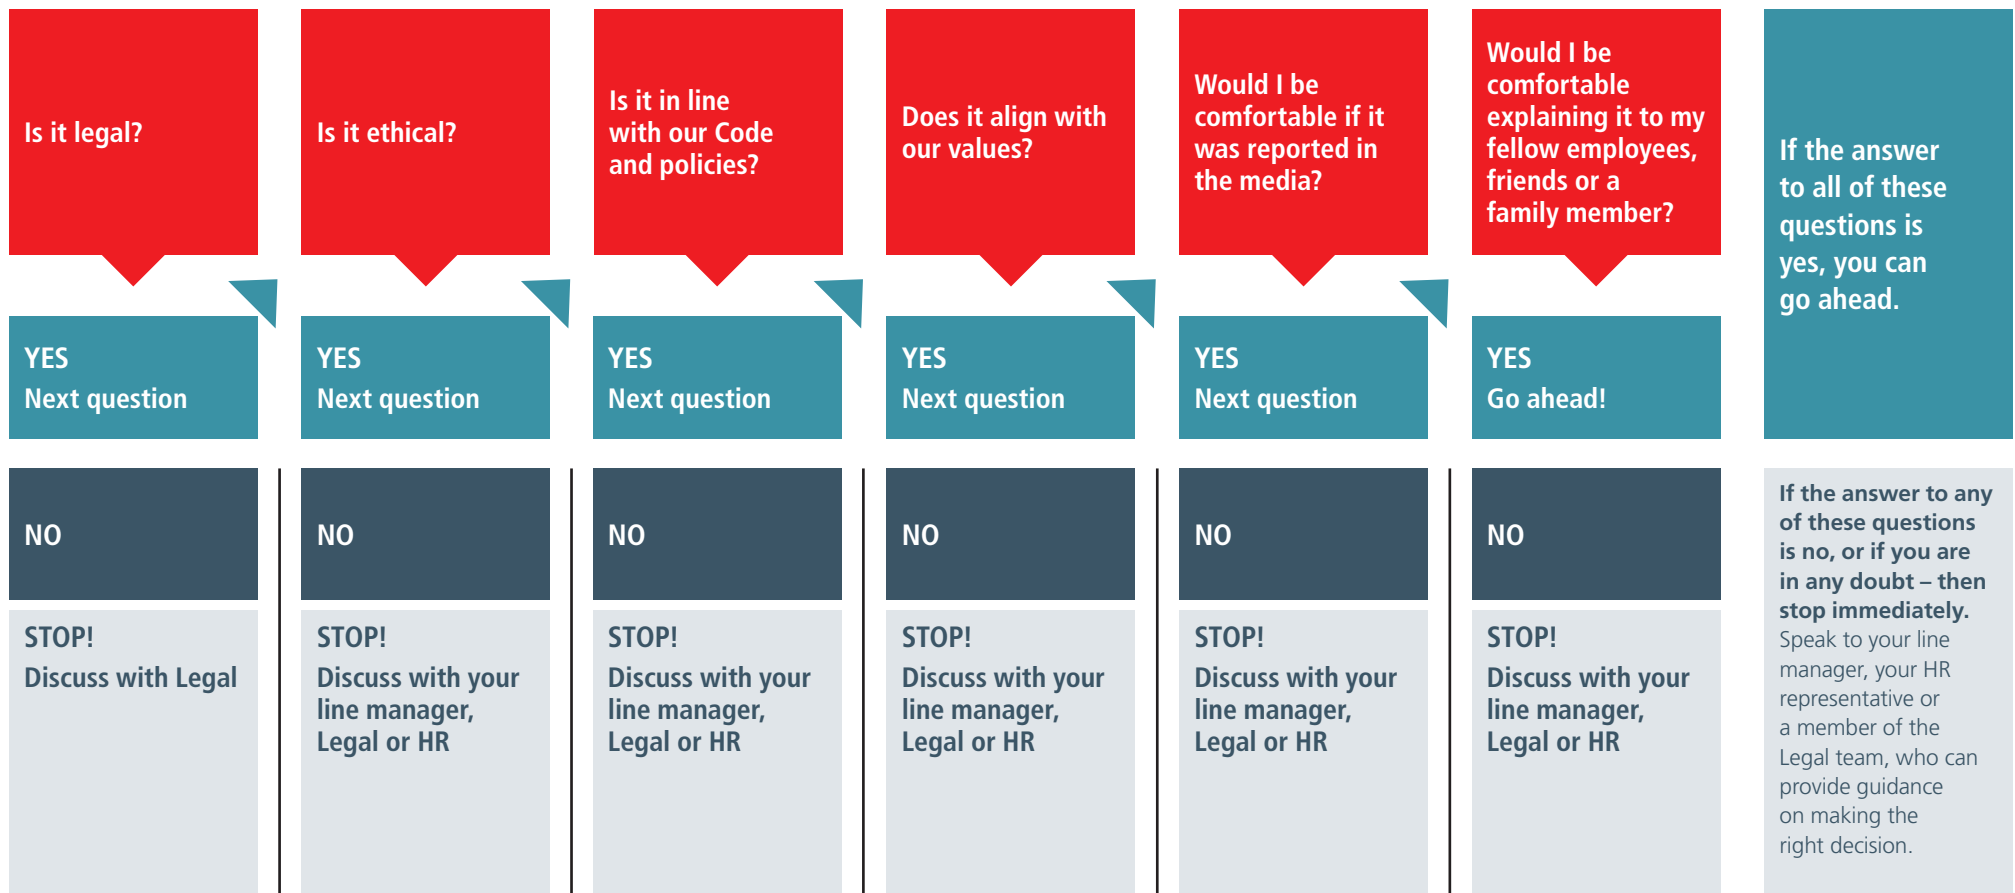 Is it legal?
Is it ethical?
Is it in line
with our Code
and policies?
Does it align with
our values?
Would I be
comfortable if it
was reported in
the media?
Would I be
comfortable
explaining it to my
fellow employees,
friends or a
family member?
If the answer
to all of these
questions is
yes, you can
go ahead.
YES
Next question
YES
Next question
YES
Next question
YES
Next question
YES
Next question
YES
Go ahead!
NO
NO
NO
NO
NO
NO
STOP!
Discuss with Legal
STOP!
Discuss with your
line manager,
Legal or HR
STOP!
Discuss with your
line manager,
Legal or HR
STOP!
Discuss with your
line manager,
Legal or HR
STOP!
Discuss with your
line manager,
Legal or HR
STOP!
Discuss with your
line manager,
Legal or HR
If the answer to any
of these questions
is no, or if you are
in any doubt – then
stop immediately.
Speak to your line
manager, your HR
representative or
a member of the
Legal team, who can
provide guidance
on making the
right decision.